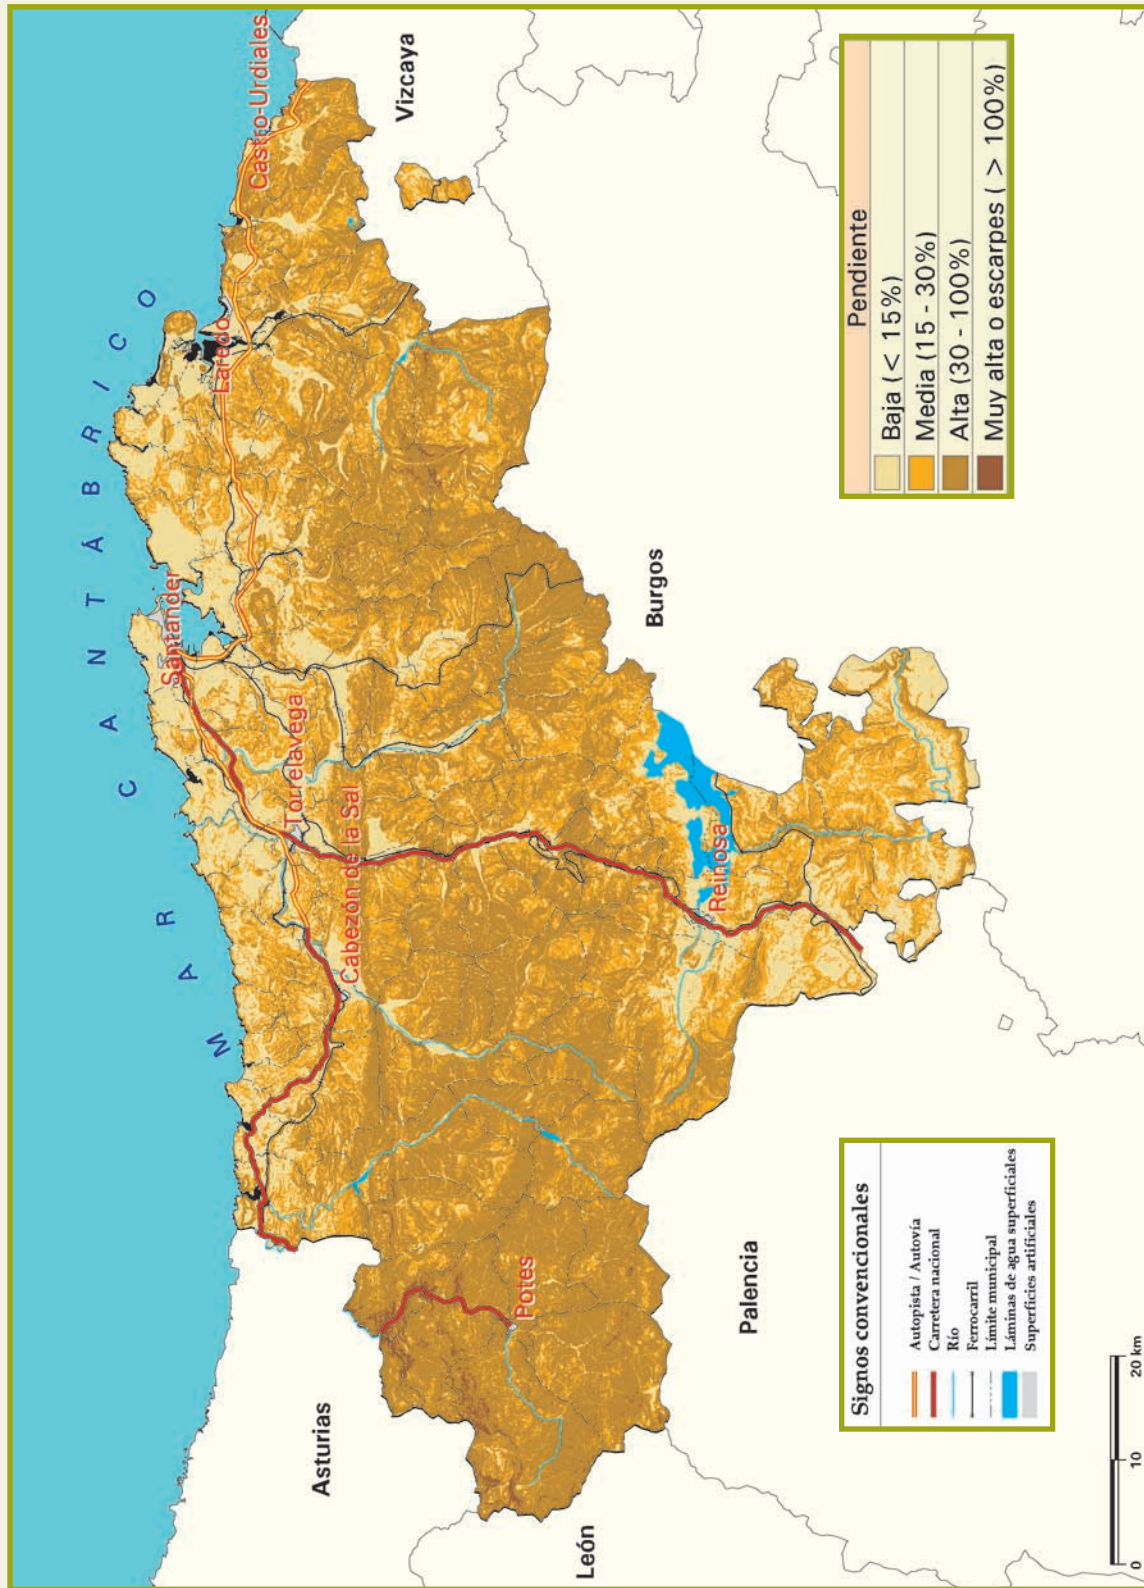 MAR CANTÁBRICO
Castro-Urdiales
Laredo
Santander
Torrelavega
Cabezón de la Sal
Reinosa
Potes
Vizcaya
Burgos
Palencia
Asturias
León
Pendiente
Baja (< 15%)
Media (15 - 30%)
Alta (30 - 100%)
Muy alta o escarpes ( > 100%)
Signos convencionales
Autopista / Autovía
Carretera nacional
Río
Ferrocarril
Límite municipal
Láminas de agua superficiales
Superficies artificiales
0 10 20 km